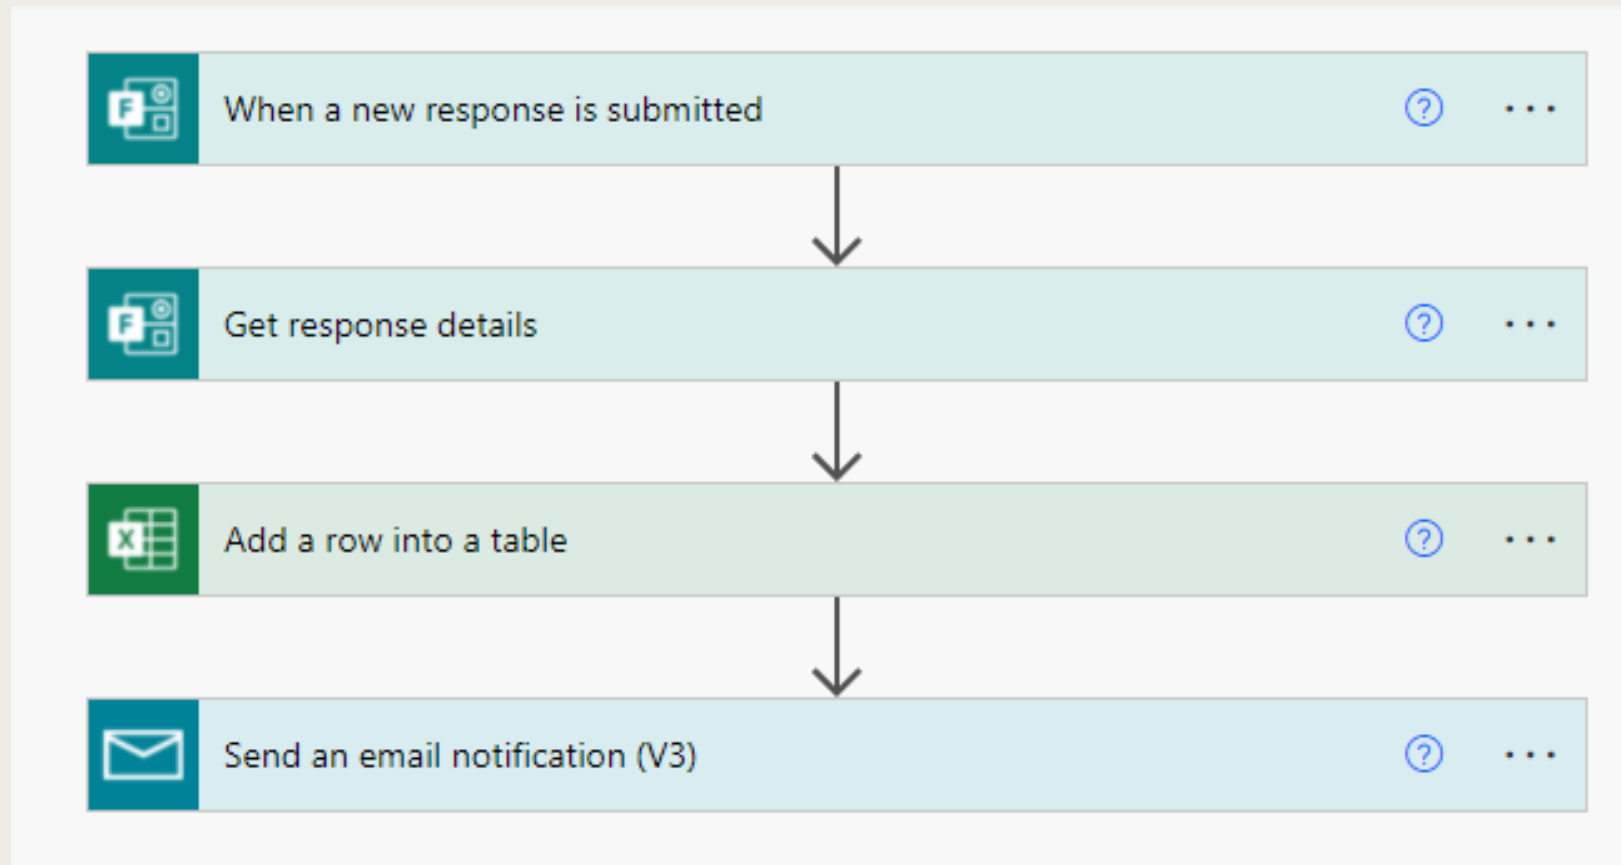 When a new response is submitted
Get response details
Add a row into a table
Send an email notification (V3)